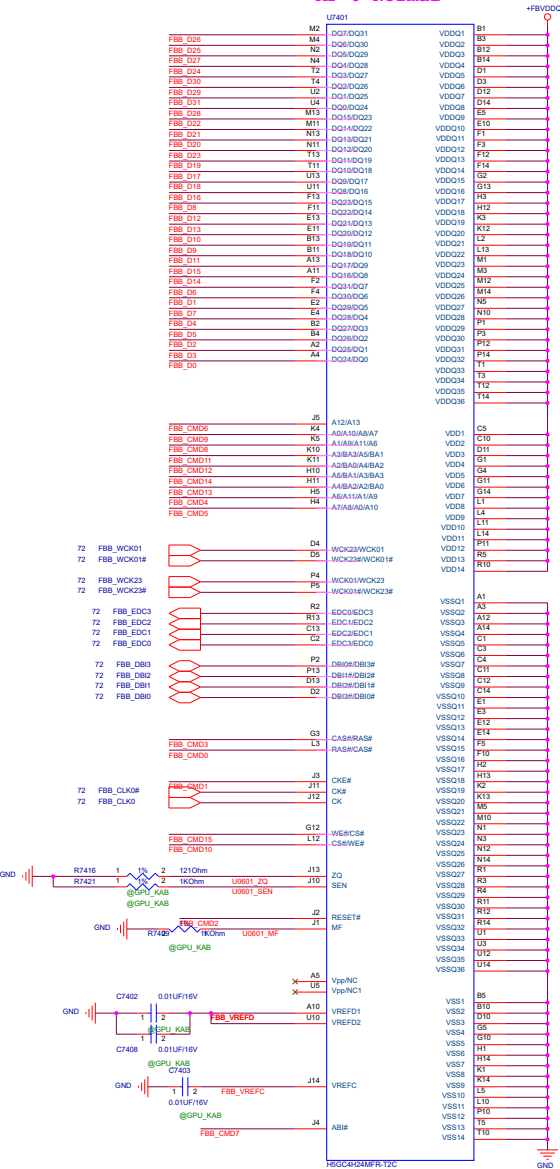 +FBVDDQ
U7401
FBB_D26 M2 DQ7/DQ31 VDDQ1 B1
FBB_D25 M4 DQ6/DQ30 VDDQ2 B3
FBB_D27 N2 DQ5/DQ29 VDDQ3 B12
FBB_D24 N4 DQ4/DQ28 VDDQ4 B14
FBB_D30 T2 DQ3/DQ27 VDDQ5 D1
FBB_D29 T4 DQ2/DQ26 VDDQ6 D3
FBB_D31 U2 DQ1/DQ25 VDDQ7 D12
FBB_D28 U4 DQ0/DQ24 VDDQ8 D14
FBB_D22 M13 DQ15/DQ23 VDDQ9 E5
FBB_D21 M11 DQ14/DQ22 VDDQ10 E10
FBB_D20 N13 DQ13/DQ21 VDDQ11 F1
FBB_D23 N11 DQ12/DQ20 VDDQ12 F3
FBB_D19 T13 DQ11/DQ19 VDDQ13 F12
FBB_D17 T11 DQ10/DQ18 VDDQ14 F14
FBB_D18 U13 DQ9/DQ17 VDDQ15 G2
FBB_D16 U11 DQ8/DQ16 VDDQ16 G13
FBB_D8 F13 DQ23/DQ15 VDDQ17 H3
FBB_D12 F11 DQ22/DQ14 VDDQ18 H12
FBB_D13 E13 DQ21/DQ13 VDDQ19 K3
FBB_D10 E11 DQ20/DQ12 VDDQ20 K12
FBB_D9 B13 DQ19/DQ11 VDDQ21 L2
FBB_D11 B11 DQ18/DQ10 VDDQ22 L13
FBB_D15 A13 DQ17/DQ9 VDDQ23 M1
FBB_D14 A11 DQ16/DQ8 VDDQ24 M3
FBB_D6 F2 DQ31/DQ7 VDDQ25 M12
FBB_D1 F4 DQ30/DQ6 VDDQ26 M14
FBB_D7 E2 DQ29/DQ5 VDDQ27 N5
FBB_D4 E4 DQ28/DQ4 VDDQ28 N10
FBB_D5 B2 DQ27/DQ3 VDDQ29 P1
FBB_D2 B4 DQ26/DQ2 VDDQ30 P3
FBB_D3 A2 DQ25/DQ1 VDDQ31 P12
FBB_D0 A4 DQ24/DQ0 VDDQ32 P14
VDDQ33 T1
VDDQ34 T3
VDDQ35 T12
VDDQ36 T14
FBB_CMD6 J5 A12/A13
FBB_CMD9 K4 A0/A10/A8/A7 VDD1 C5
FBB_CMD8 K5 A1/A9/A11/A6 VDD2 C10
FBB_CMD11 K10 A3/BA3/A5/BA1 VDD3 D11
FBB_CMD12 K11 A2/BA0/A4/BA2 VDD4 G1
FBB_CMD14 H10 A5/BA1/A3/BA3 VDD5 G4
FBB_CMD13 H11 A4/BA2/A2/BA0 VDD6 G11
FBB_CMD4 H5 A6/A11/A1/A9 VDD7 G14
FBB_CMD5 H4 A7/A8/A0/A10 VDD8 L1
VDD9 L4
VDD10 L11
VDD11 L14
72 FBB_WCK01 D4 WCK23/WCK01 VDD12 P11
72 FBB_WCK01# D5 WCK23#/WCK01# VDD13 R5
VDD14 R10
72 FBB_WCK23 P4 WCK01/WCK23
72 FBB_WCK23# P5 WCK01#/WCK23#
VSSQ1 A1
72 FBB_EDC3 R2 EDC0/EDC3 VSSQ2 A3
72 FBB_EDC2 R13 EDC1/EDC2 VSSQ3 A12
72 FBB_EDC1 C13 EDC2/EDC1 VSSQ4 A14
72 FBB_EDC0 C2 EDC3/EDC0 VSSQ5 C1
VSSQ6 C3
72 FBB_DBI3 P2 DBI0#/DBI3# VSSQ7 C4
72 FBB_DBI2 P13 DBI1#/DBI2# VSSQ8 C11
72 FBB_DBI1 D13 DBI2#/DBI1# VSSQ9 C12
72 FBB_DBI0 D2 DBI3#/DBI0# VSSQ10 C14
VSSQ11 E1
VSSQ12 E3
VSSQ13 E12
FBB_CMD3 G3 CAS#/RAS# VSSQ14 E14
FBB_CMD0 L3 RAS#/CAS# VSSQ15 F5
VSSQ16 F10
VSSQ17 H2
FBB_CMD1 J3 CKE# VSSQ18 H13
72 FBB_CLK0# J11 CK# VSSQ19 K2
72 FBB_CLK0 J12 CK VSSQ20 K13
VSSQ21 M5
VSSQ22 M10
FBB_CMD15 G12 WE#/CS# VSSQ23 N1
FBB_CMD10 L12 CS#/WE# VSSQ24 N3
VSSQ25 N12
VSSQ26 N14
GND R7416 1 1% 2 121Ohm U0601_ZQ J13 ZQ VSSQ27 R1
R7421 1 1% 2 1KOhm U0601_SEN J10 SEN VSSQ28 R3
@GPU_KAB VSSQ29 R4
@GPU_KAB VSSQ30 R11
FBB_CMD2 J2 RESET# VSSQ31 R12
GND R7409 1KOhm U0601_MF J1 MF VSSQ32 R14
VSSQ33 U1
@GPU_KAB VSSQ34 U3
VSSQ35 U12
VSSQ36 U14
A5 Vpp/NC
U5 Vpp/NC1
C7402 0.01UF/16V VSS1 B5
GND 1 2 FBB_VREFD A10 VREFD1 VSS2 B10
@GPU_KAB U10 VREFD2 VSS3 D10
1 2 VSS4 G5
C7408 0.01UF/16V VSS5 G10
VSS6 H1
@GPU_KAB VSS7 H14
C7403 VSS8 K1
GND 1 2 FBB_VREFC J14 VREFC VSS9 K14
0.01UF/16V VSS10 L5
VSS11 L10
@GPU_KAB VSS12 P10
FBB_CMD7 J4 ABI# VSS13 T5
VSS14 T10
H5GC4H24MFR-T2C GND